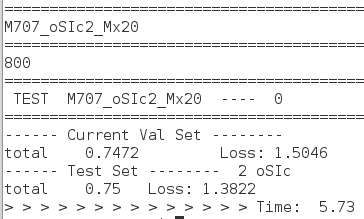 ==================================================
M707_oSIc2_Mx20
==================================================
800
==================================================
 TEST  M707_oSIc2_Mx20  ----  0
==================================================
------ Current Val Set --------
total    0.7472         Loss: 1.5046
------ Test Set --------  2 oSIc
total    0.75   Loss: 1.3822
> > > > > > > > > > > > > > Time:  5.73